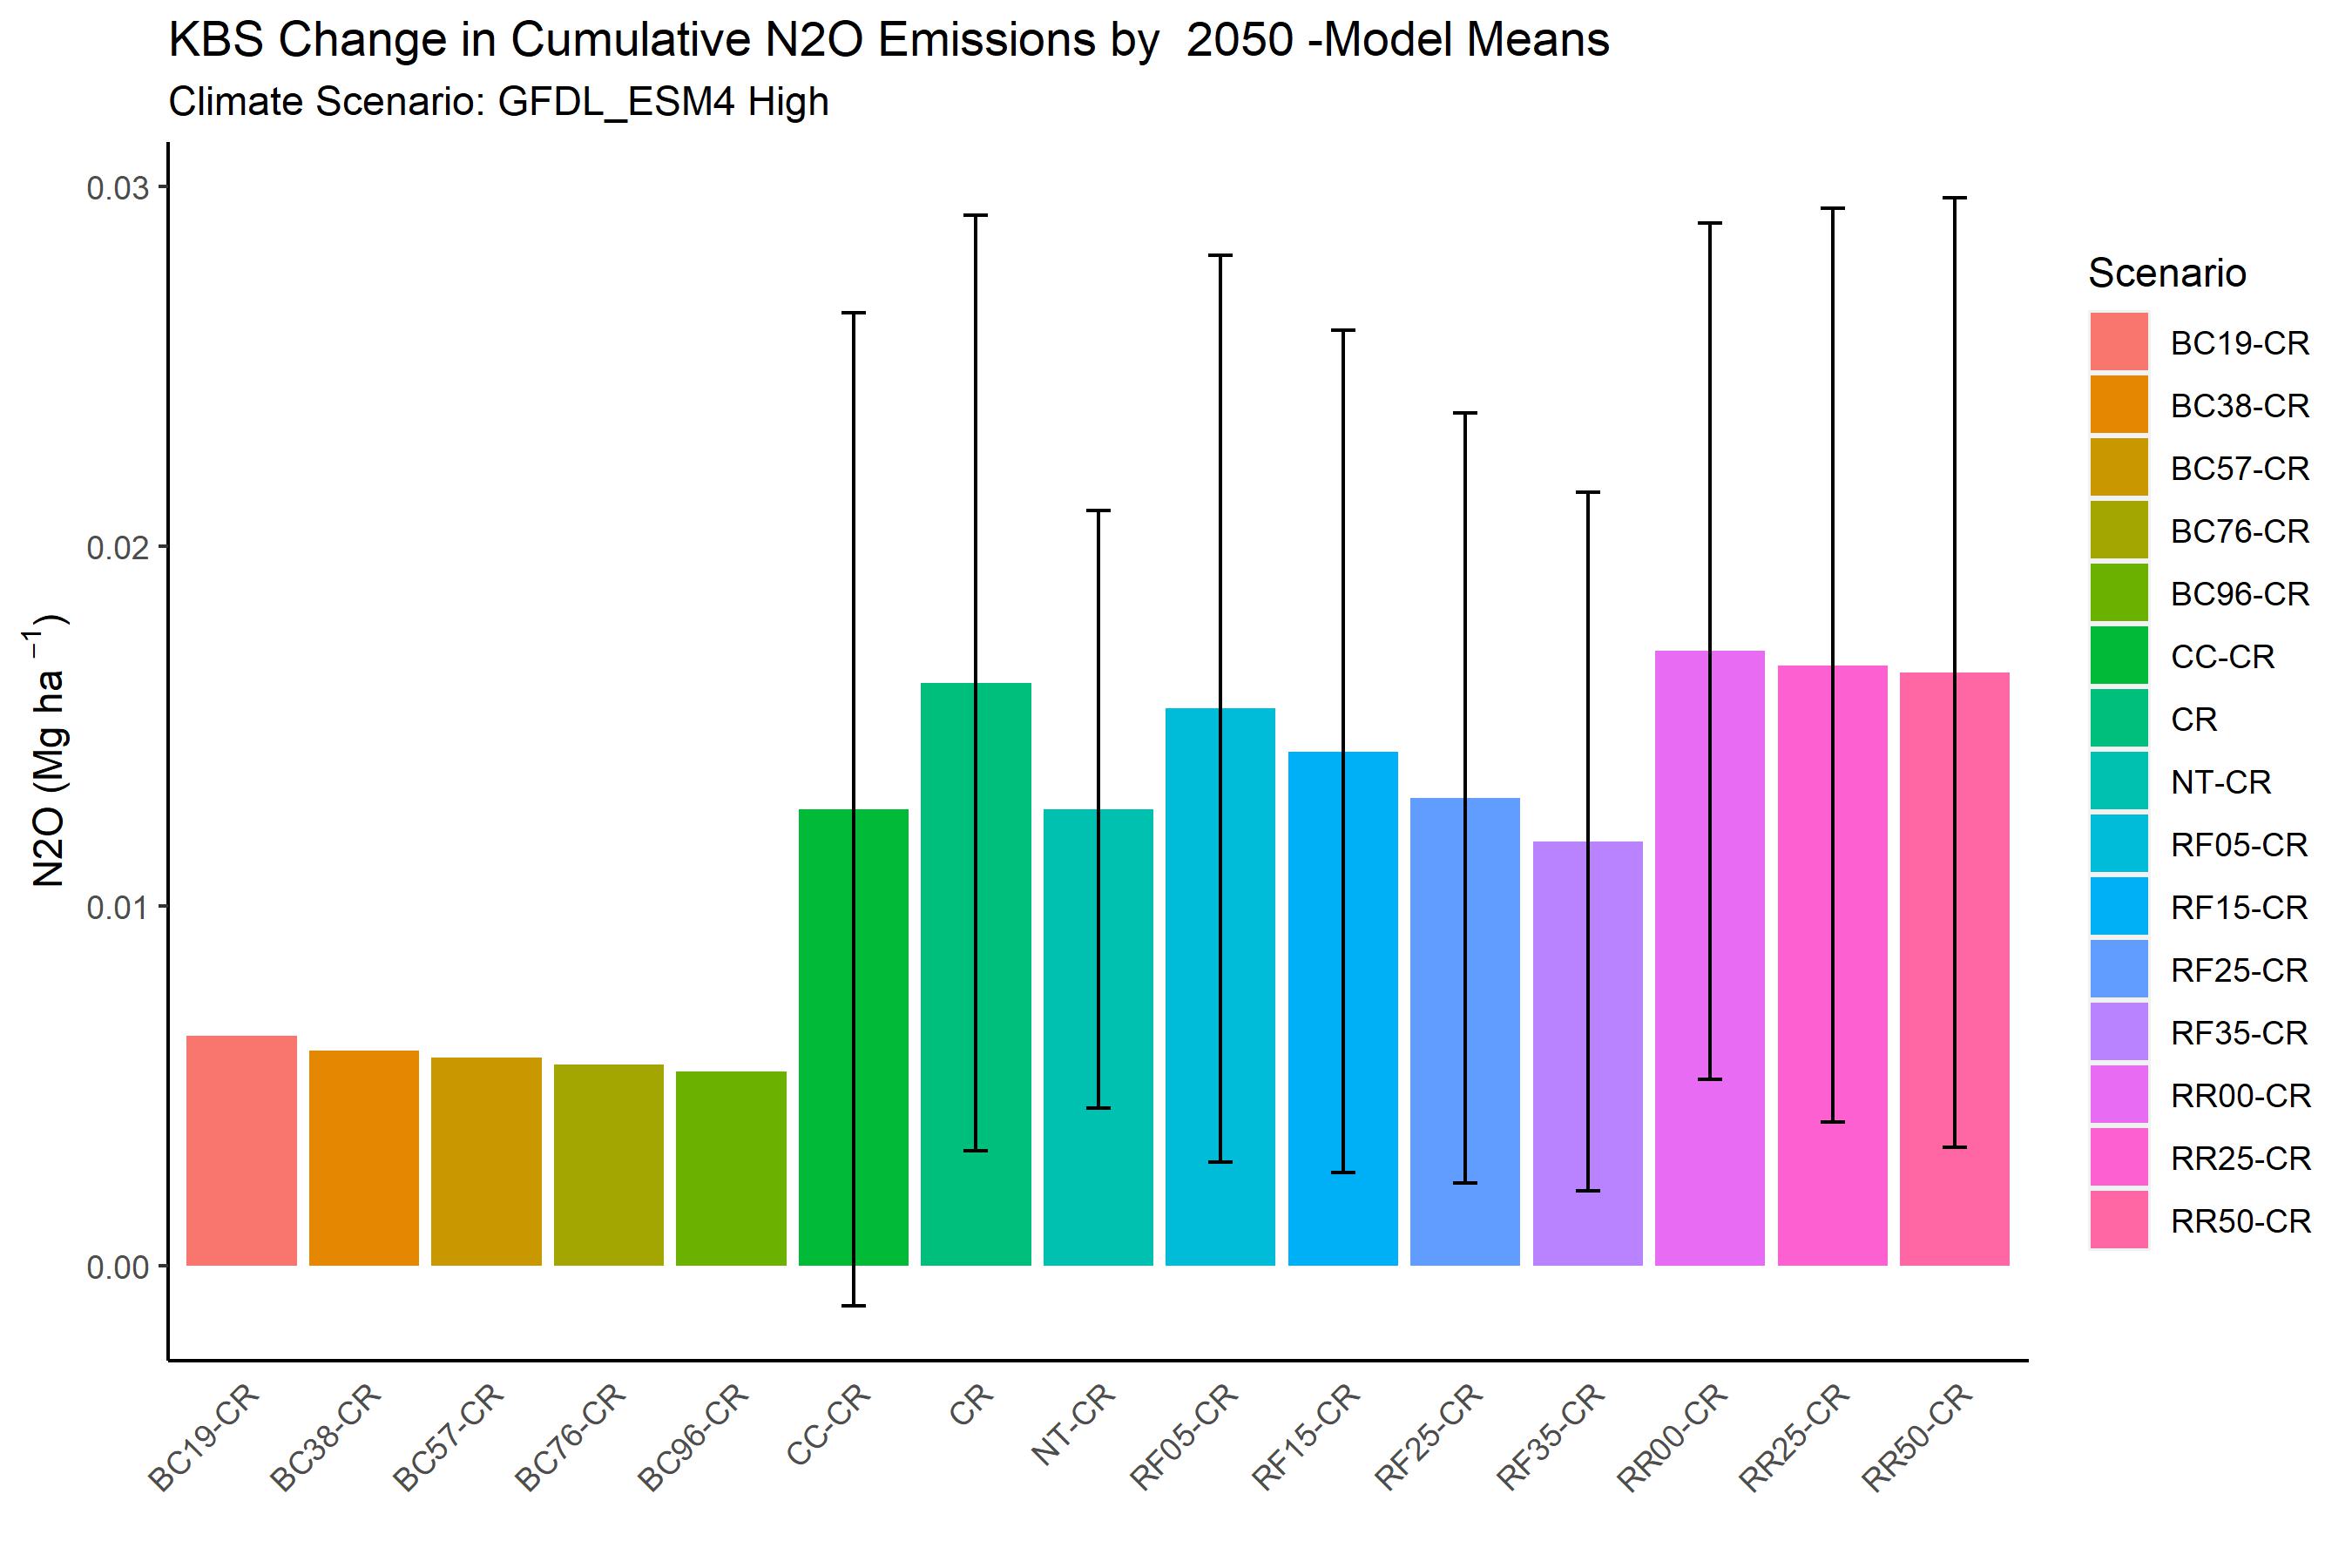 KBS Change in Cumulative N2O Emissions by  2050 -Model Means
Climate Scenario: GFDL_ESM4 High
N2O (Mg ha −1)
0.03
0.02
0.01
0.00
BC19-CR
BC38-CR
BC57-CR
BC76-CR
BC96-CR
CC-CR
CR
NT-CR
RF05-CR
RF15-CR
RF25-CR
RF35-CR
RR00-CR
RR25-CR
RR50-CR
Scenario
BC19-CR
BC38-CR
BC57-CR
BC76-CR
BC96-CR
CC-CR
CR
NT-CR
RF05-CR
RF15-CR
RF25-CR
RF35-CR
RR00-CR
RR25-CR
RR50-CR